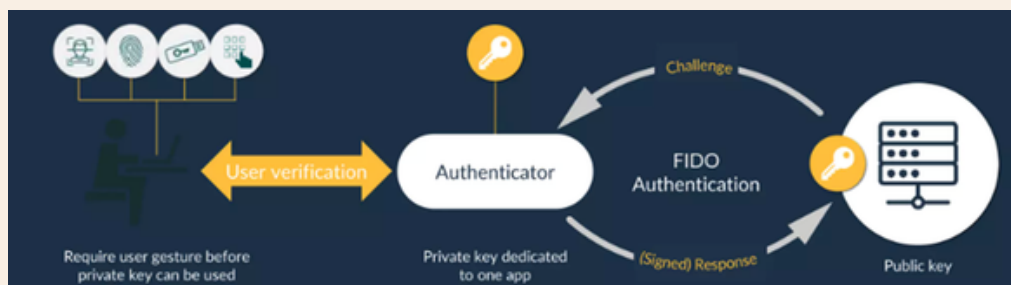 User verification
Authenticator
Challenge
FIDO
Authentication
(Signed) Response
Require user gesture before
private key can be used
Private key dedicated
to one app
Public key